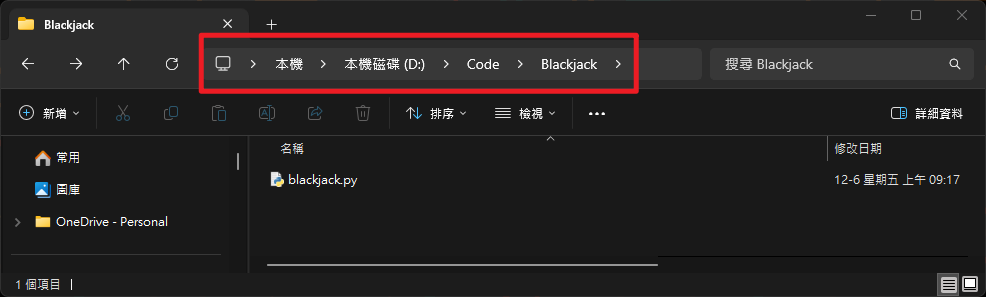 Blackjack
本機 本機磁碟 (D:) Code Blackjack 搜尋 Blackjack
新增 排序 檢視 詳細資料
名稱 修改日期
常用
圖庫
OneDrive - Personal
blackjack.py 12-6 星期五 上午 09:17
1 個項目